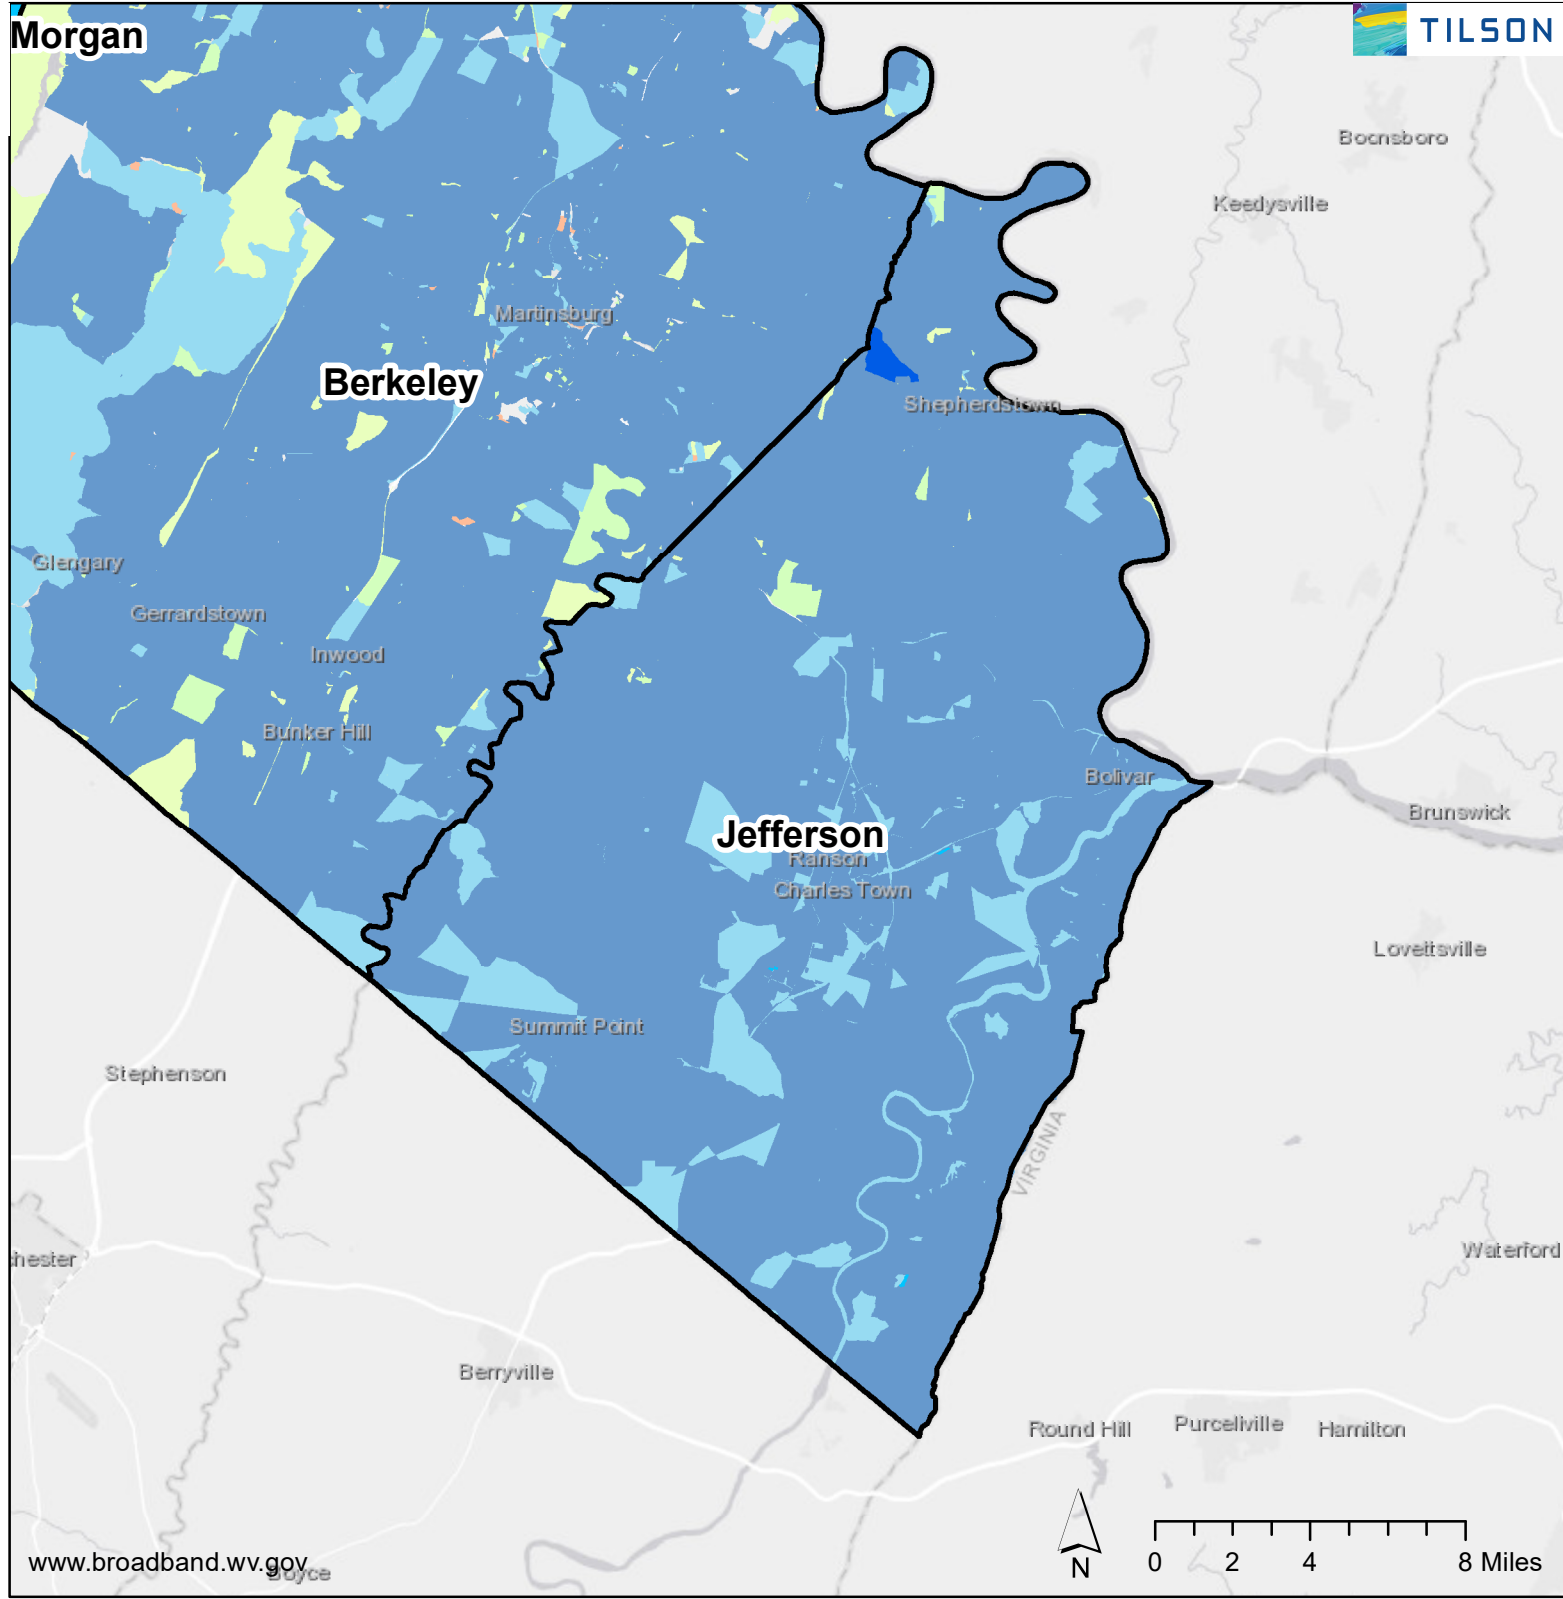 Morgan
TILSON
Boonsboro
Keedysville
Martinsburg
Berkeley
Shepherdstown
Glengary
Gerrardstown
Inwood
Bunker Hill
Bolivar
Brunswick
Jefferson
Ranson
Charles Town
Lovettsville
Summit Point
Stephenson
VIRGINIA
chester
Waterford
Berryville
Round Hill
Purcellville
Hamilton
N
0 2 4 8 Miles
www.broadband.wv.gov
Boyce